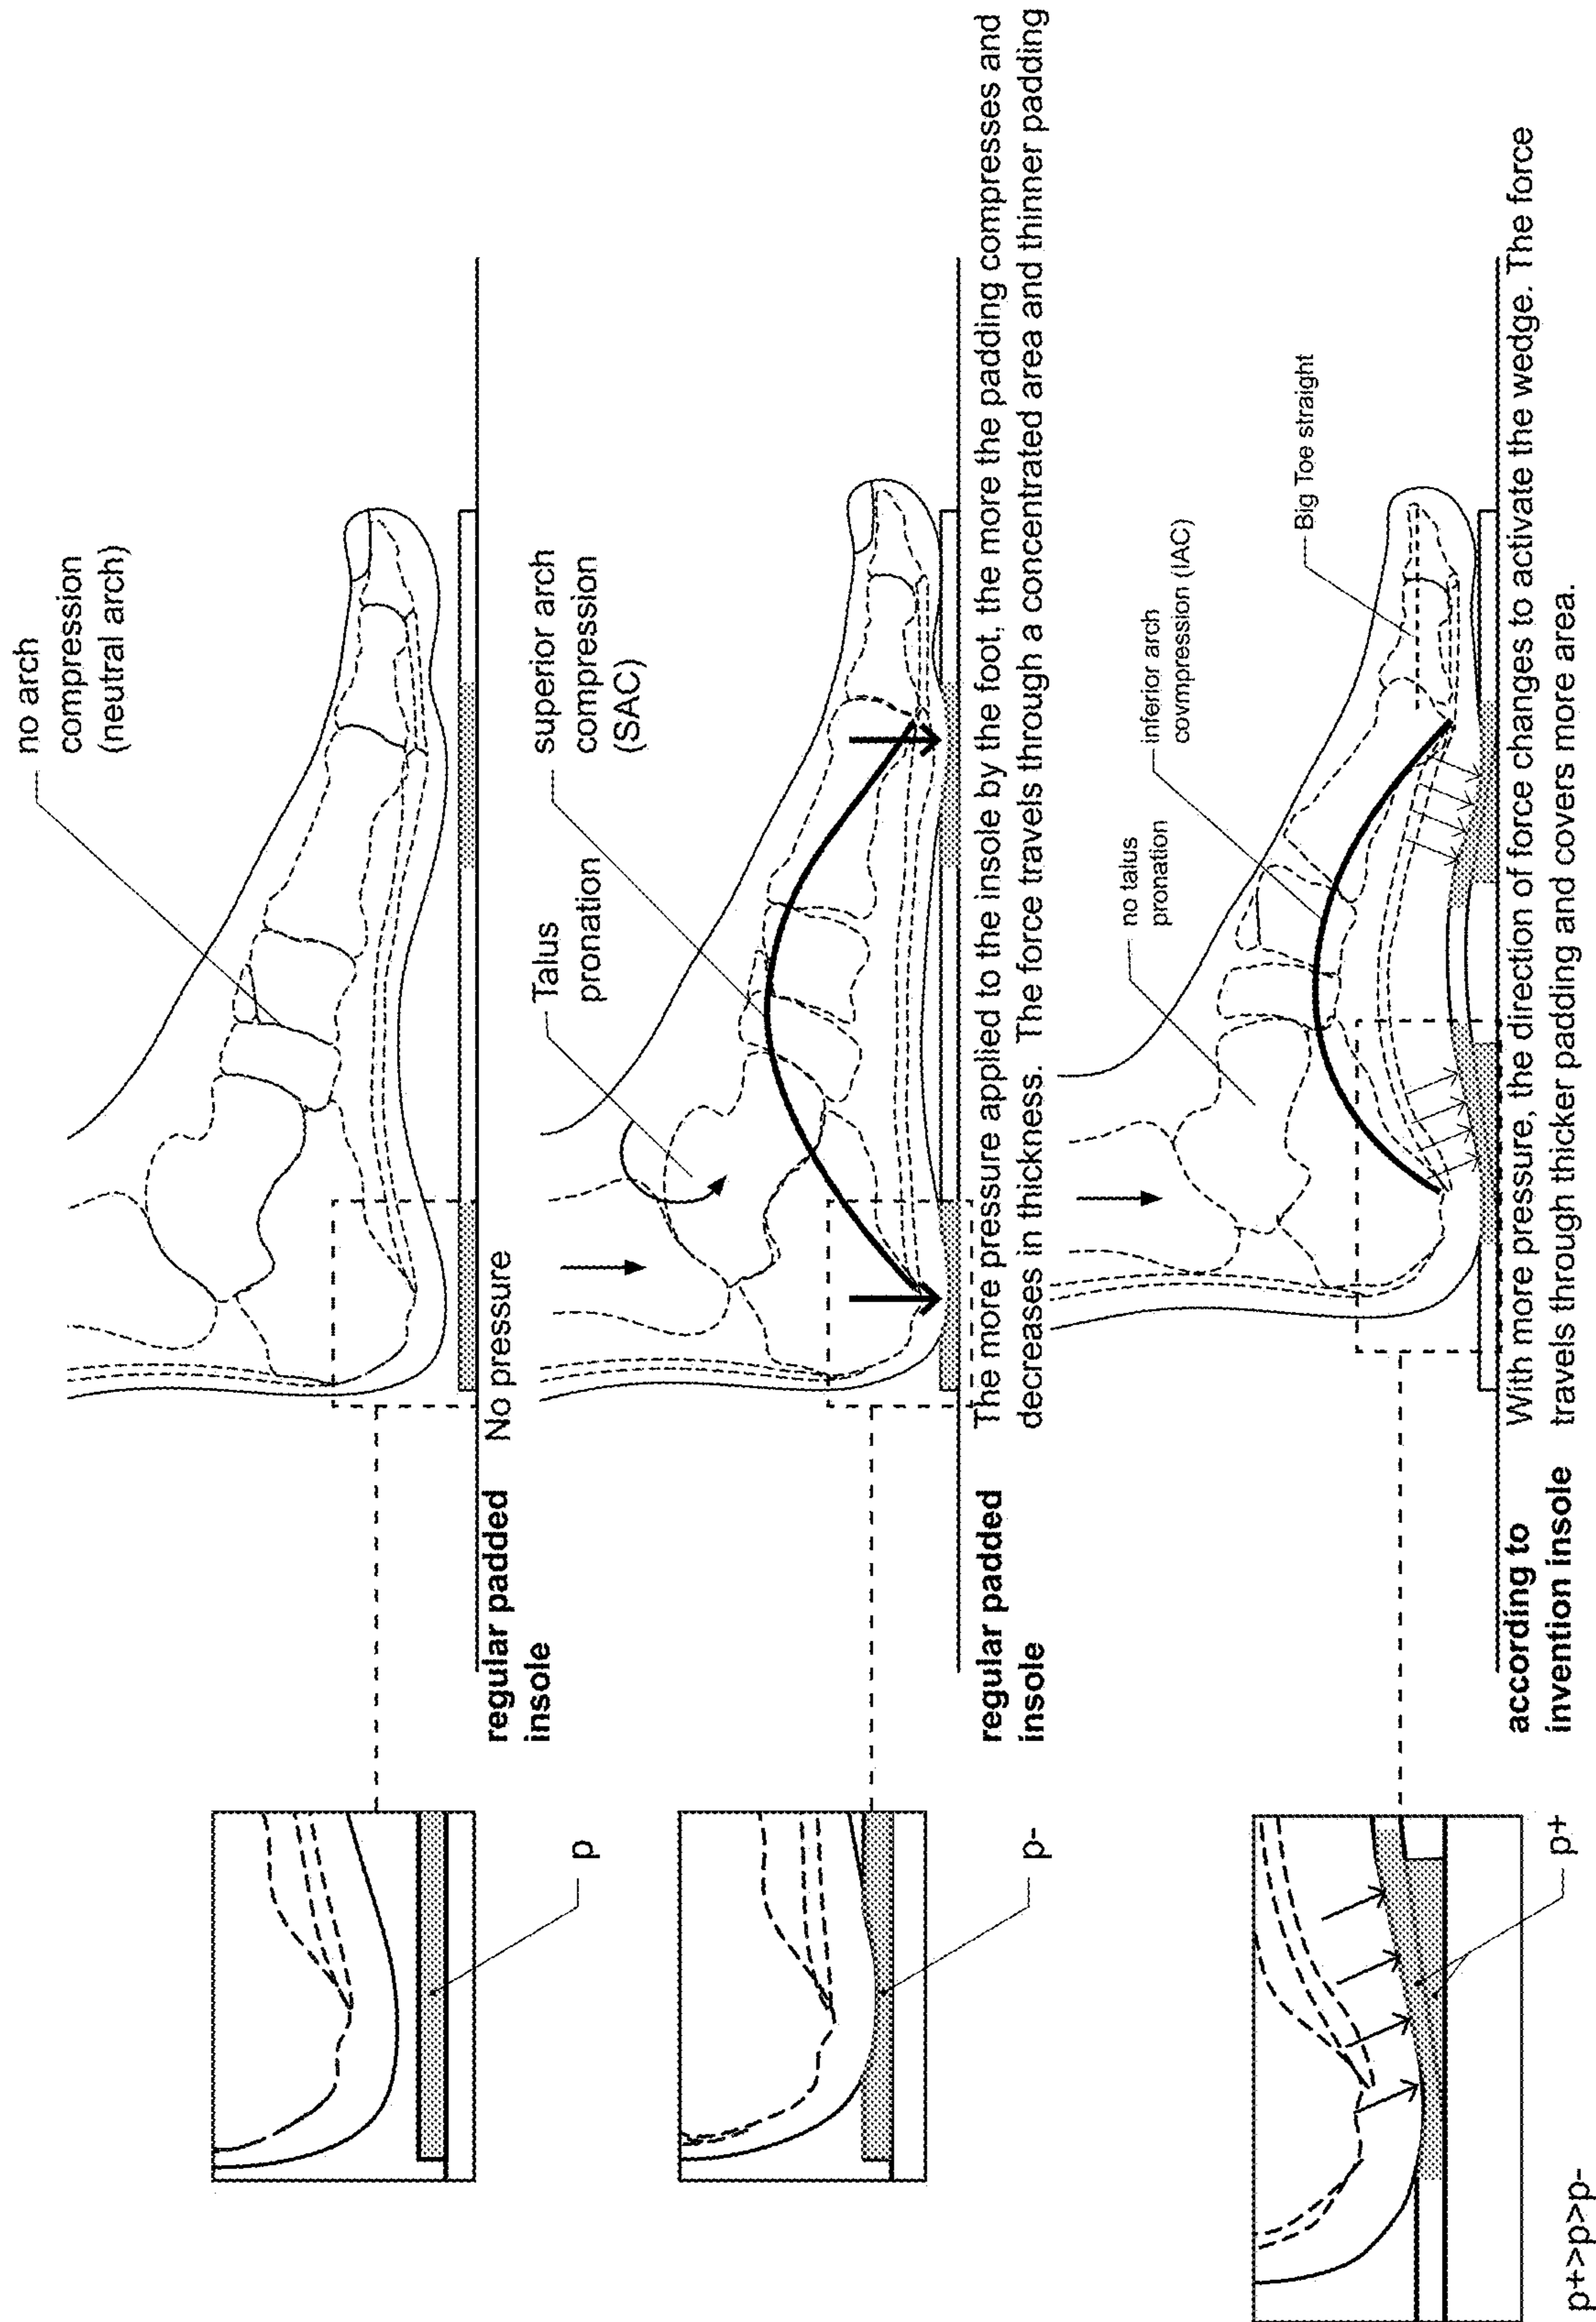 no arch
compression
(neutral arch)
regular padded
insole
No pressure
p
Talus
pronation
superior arch
compression
(SAC)
regular padded
insole
The more pressure applied to the insole by the foot, the more the padding compresses and
decreases in thickness. The force travels through a concentrated area and thinner padding
p-
no talus
pronation
inferior arch
covmpression (IAC)
Big Toe straight
according to
invention insole
With more pressure, the direction of force changes to activate the wedge. The force
travels through thicker padding and covers more area.
p+
p+>p>p-